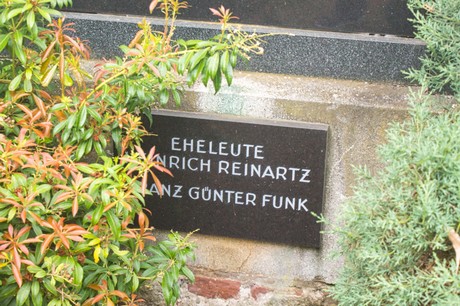 EHELEUTE
NRICH REINARTZ
ANZ GÜNTER FUNK